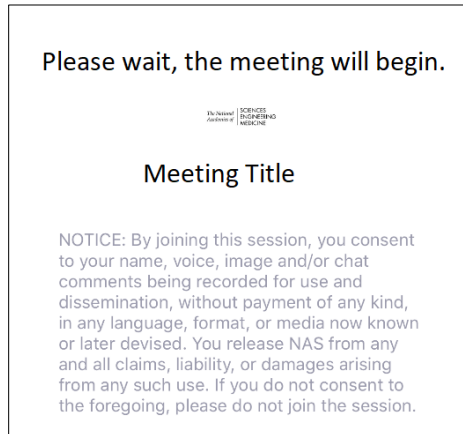 Please wait, the meeting will begin.
The National
Academies of
SCIENCES
ENGINEERING
MEDICINE
Meeting Title
NOTICE: By joining this session, you consent
to your name, voice, image and/or chat
comments being recorded for use and
dissemination, without payment of any kind,
in any language, format, or media now known
or later devised. You release NAS from any
and all claims, liability, or damages arising
from any such use. If you do not consent to
the foregoing, please do not join the session.